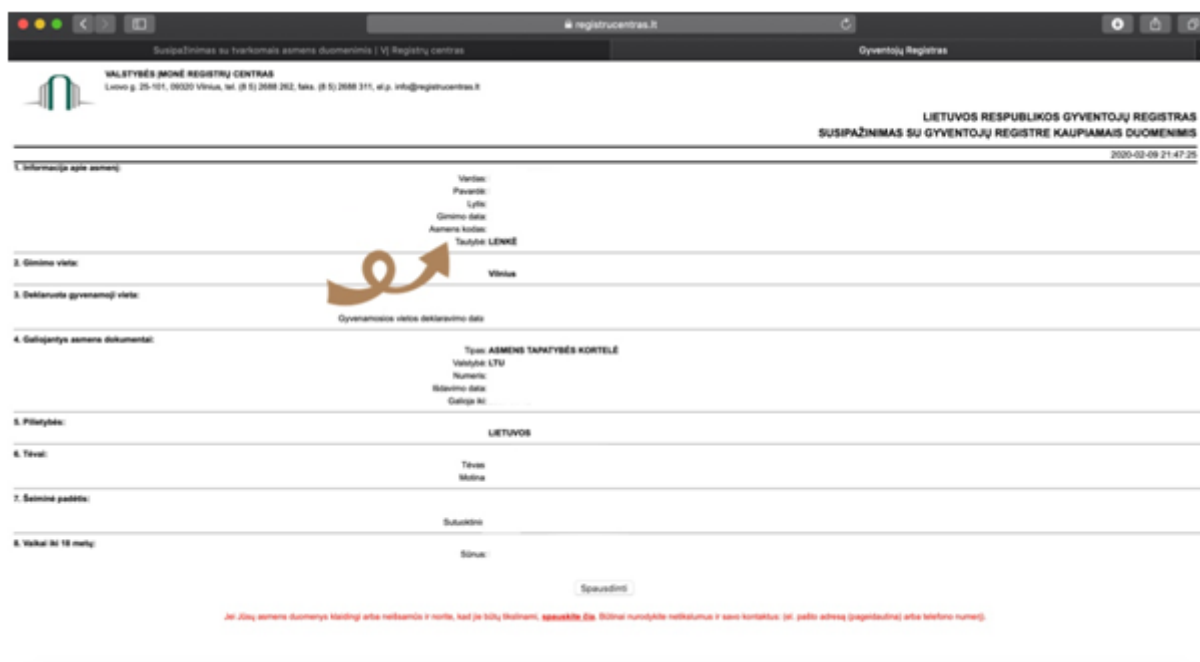 registrucentras.lt
Susipažinimas su tvarkomais asmens duomenimis | VĮ Registrų centras
Gyventojų Registras
VALSTYBĖS ĮMONĖ REGISTRŲ CENTRAS
Lvovo g. 25-101, 09320 Vilnius, tel. (8 5) 2688 262, faks. (8 5) 2688 311, el.p. info@registrucentras.lt
LIETUVOS RESPUBLIKOS GYVENTOJŲ REGISTRAS
SUSIPAŽINIMAS SU GYVENTOJŲ REGISTRE KAUPIAMAIS DUOMENIMIS
2020-02-09 21:47:25
1. Informacija apie asmenį:
Vardas:
Pavardė:
Lytis:
Gimimo data:
Asmens kodas:
Tautybė: LENKĖ
2. Gimimo vieta:
Vilnius
3. Deklaruota gyvenamoji vieta:
Gyvenamosios vietos deklaravimo data
4. Galiojantys asmens dokumentai:
Tipas: ASMENS TAPATYBĖS KORTELĖ
Valstybė: LTU
Numeris:
Išdavimo data:
Galioja iki:
5. Pilietybės:
LIETUVOS
6. Tėvai:
Tėvas
Motina
7. Šeiminė padėtis:
Sutuoktinis
8. Vaikai iki 18 metų:
Sūnus:
Spausdinti
Jei Jūsų asmens duomenys klaidingi arba neišsamūs ir norite, kad jie būtų tikslinami, spauskite čia. Būtinai nurodykite netikslumus ir savo kontaktus: (el. pašto adresą (pageidautina) arba telefono numerį).